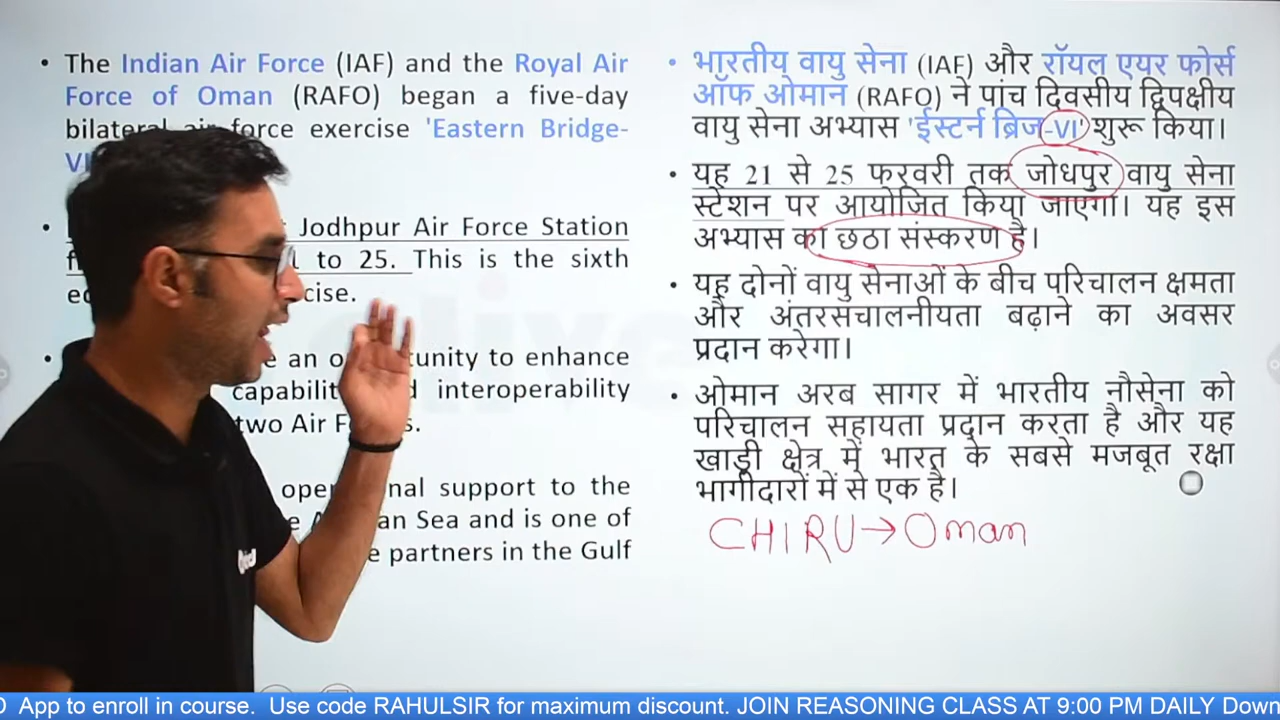 The Indian Air Force (IAF) and the Royal Air
Force of Oman (RAFO) began a five-day
bilateral air force exercise 'Eastern Bridge-
VI
Jodhpur Air Force Station
to 25. This is the sixth
cise.
an opportunity to enhance
capabilit interoperability
two Air F s.
nal support to the
an Sea and is one of
e partners in the Gulf
• भारतीय वायु सेना (IAF) और रॉयल एयर फोर्स
ऑफ ओमान (RAFO) ने पांच दिवसीय द्विपक्षीय
वायु सेना अभ्यास 'ईस्टर्न ब्रिज-VI' शुरू किया।
• यह 21 से 25 फरवरी तक जोधपुर वायु सेना
स्टेशन पर आयोजित किया जाएगा। यह इस
अभ्यास का छठा संस्करण है।
• यह दोनों वायु सेनाओं के बीच परिचालन क्षमता
और अंतरसंचालनीयता बढ़ाने का अवसर
प्रदान करेगा।
• ओमान अरब सागर में भारतीय नौसेना को
परिचालन सहायता प्रदान करता है और यह
खाड़ी क्षेत्र में भारत के सबसे मजबूत रक्षा
भागीदारों में से एक है।
CHIRU → Oman
App to enroll in course. Use code RAHULSIR for maximum discount. JOIN REASONING CLASS AT 9:00 PM DAILY Down